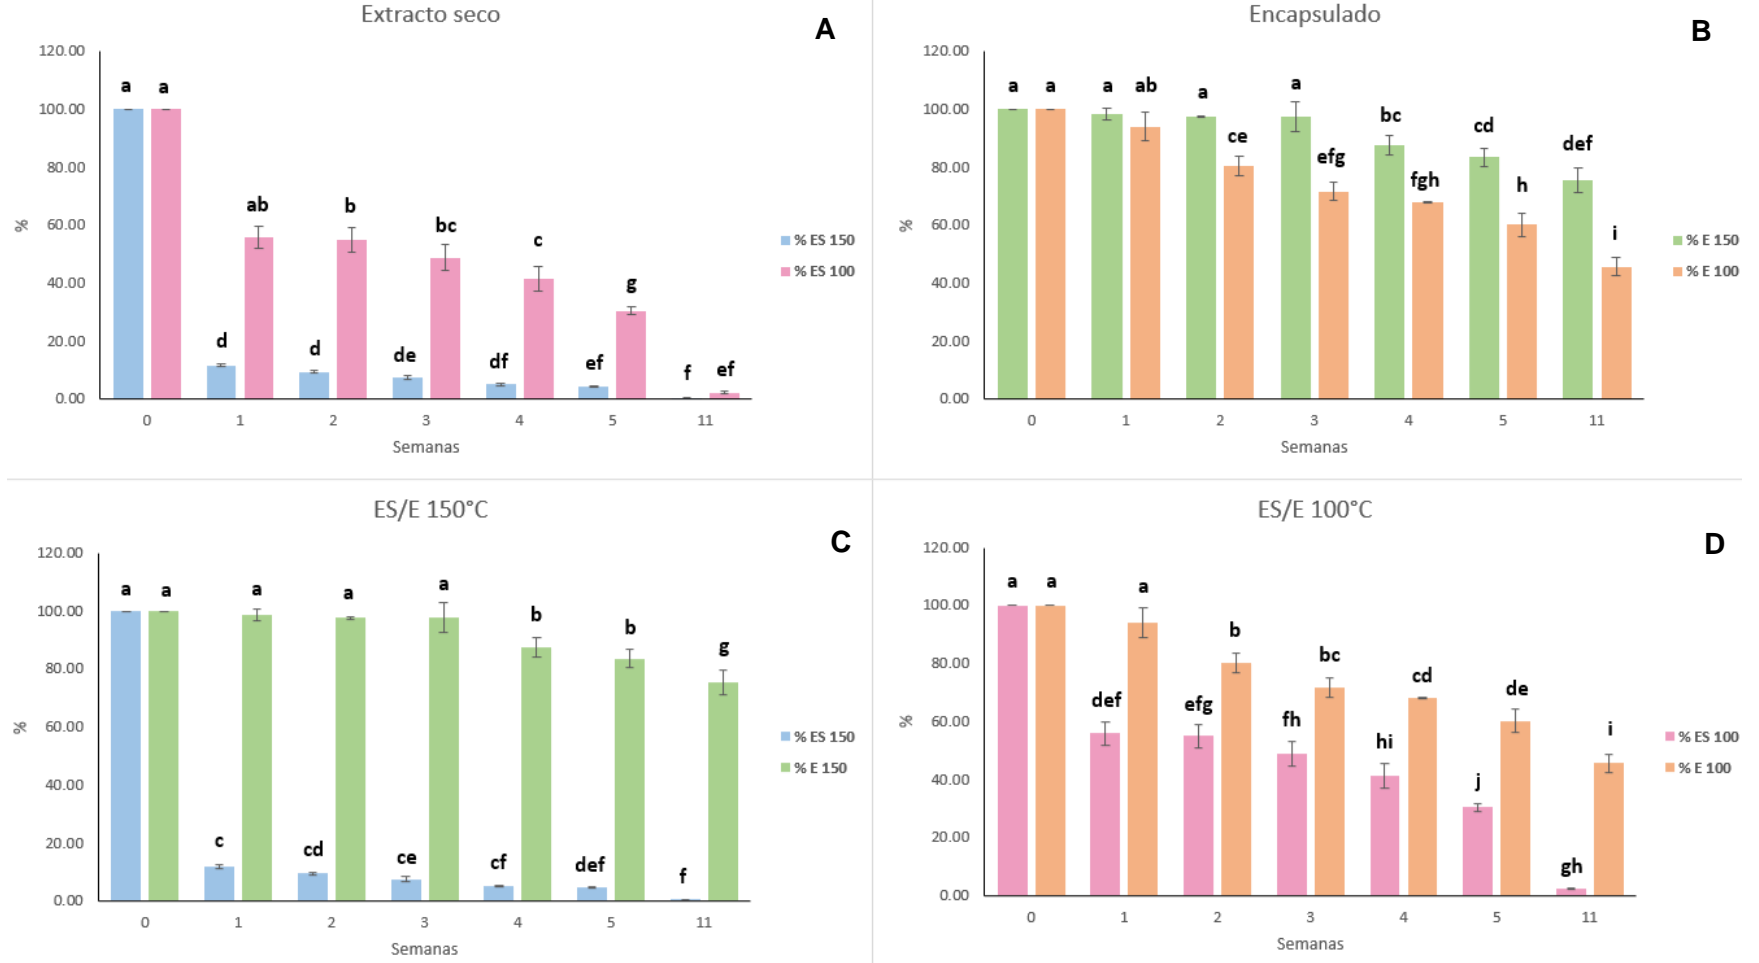 Extracto seco
A
120.00
100.00
80.00
60.00
40.00
20.00
0.00
%
a a
ab
b
bc
c
g
d
d
de
df
ef
f
ef
0 1 2 3 4 5 11
Semanas
% ES 150
% ES 100
Encapsulado
B
120.00
100.00
80.00
60.00
40.00
20.00
0.00
%
a a a ab a a
ce
efg
bc
fgh
cd
h
def
i
0 1 2 3 4 5 11
Semanas
% E 150
% E 100
ES/E 150°C
C
120.00
100.00
80.00
60.00
40.00
20.00
0.00
%
a a a a a
b
b
g
c
cd
ce
cf
def
f
0 1 2 3 4 5 11
Semanas
% ES 150
% E 150
ES/E 100°C
D
120.00
100.00
80.00
60.00
40.00
20.00
0.00
%
a a a
b
bc
cd
de
i
def
efg
fh
hi
j
gh
0 1 2 3 4 5 11
Semanas
% ES 100
% E 100